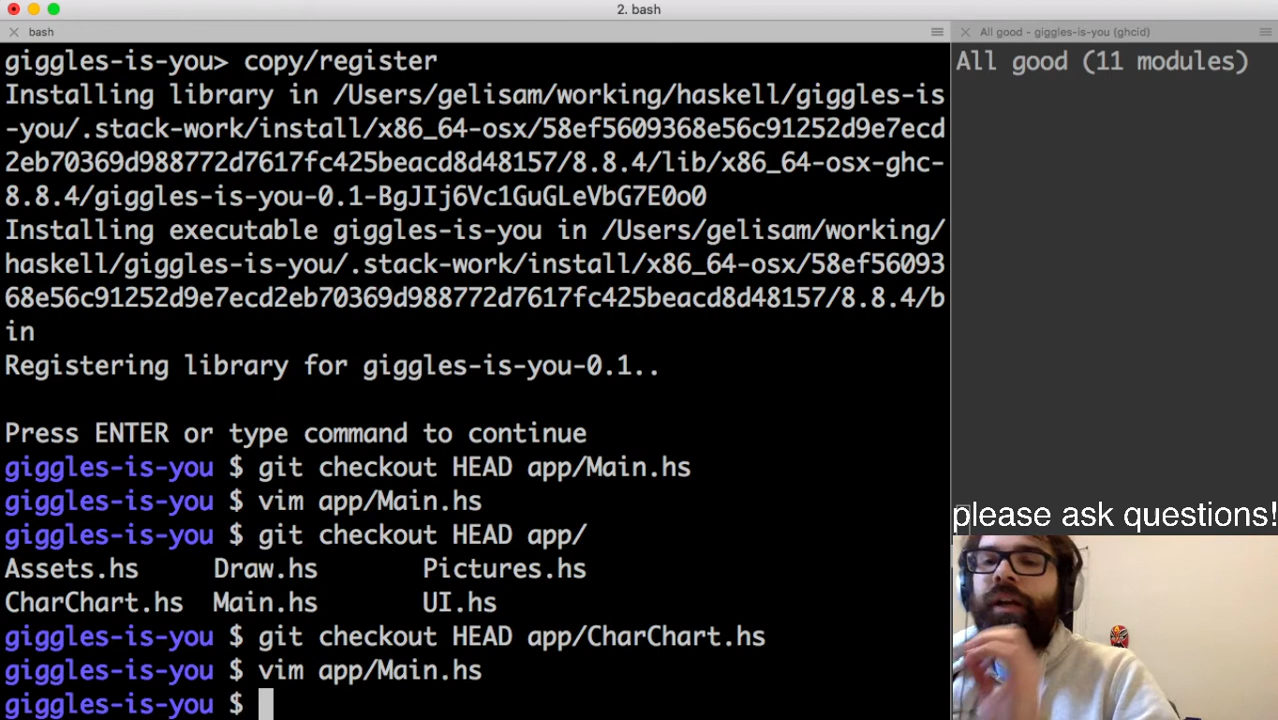 2. bash
bash
All good - giggles-is-you (ghcid)
giggles-is-you> copy/register
Installing library in /Users/gelisam/working/haskell/giggles-is
-you/.stack-work/install/x86_64-osx/58ef5609368e56c91252d9e7ecd
2eb70369d988772d7617fc425beacd8d48157/8.8.4/lib/x86_64-osx-ghc-
8.8.4/giggles-is-you-0.1-BgJIj6Vc1GuGLeVbG7E0o0
Installing executable giggles-is-you in /Users/gelisam/working/
haskell/giggles-is-you/.stack-work/install/x86_64-osx/58ef56093
68e56c91252d9e7ecd2eb70369d988772d7617fc425beacd8d48157/8.8.4/b
in
Registering library for giggles-is-you-0.1..
Press ENTER or type command to continue
giggles-is-you $ git checkout HEAD app/Main.hs
giggles-is-you $ vim app/Main.hs
giggles-is-you $ git checkout HEAD app/
Assets.hs Draw.hs Pictures.hs
CharChart.hs Main.hs UI.hs
giggles-is-you $ git checkout HEAD app/CharChart.hs
giggles-is-you $ vim app/Main.hs
giggles-is-you $
All good (11 modules)
please ask questions!